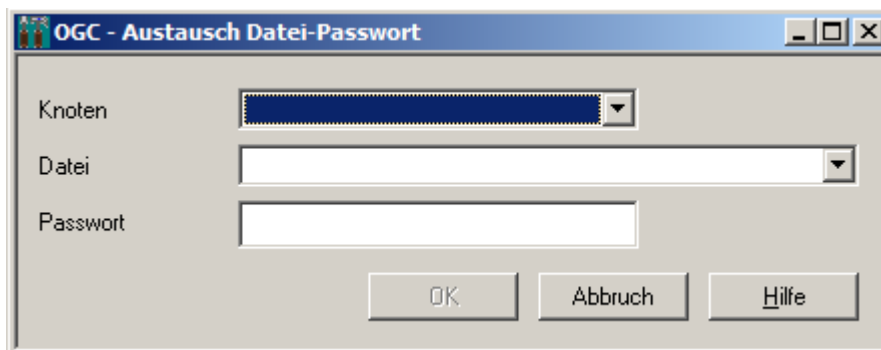 OGC - Austausch Datei-Passwort
Knoten
Datei
Passwort
OK Abbruch Hilfe